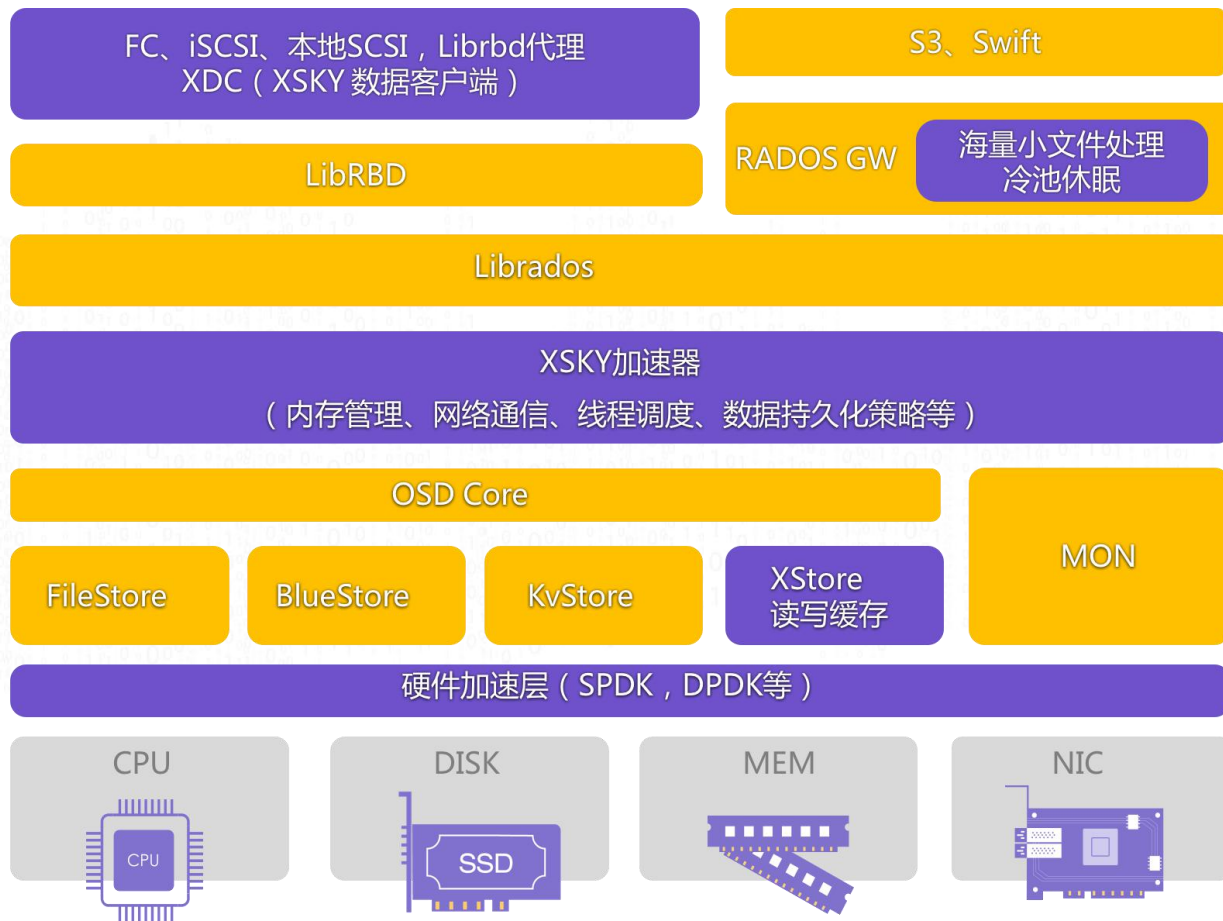 FC、iSCSI、本地SCSI，Librbd代理
XDC（XSKY 数据客户端）
S3、Swift
LibRBD
RADOS GW
海量小文件处理
冷池休眠
Librados
XSKY加速器
（内存管理、网络通信、线程调度、数据持久化策略等）
OSD Core
MON
FileStore
BlueStore
KvStore
XStore
读写缓存
硬件加速层（SPDK，DPDK等）
CPU
DISK
MEM
NIC
CPU
SSD